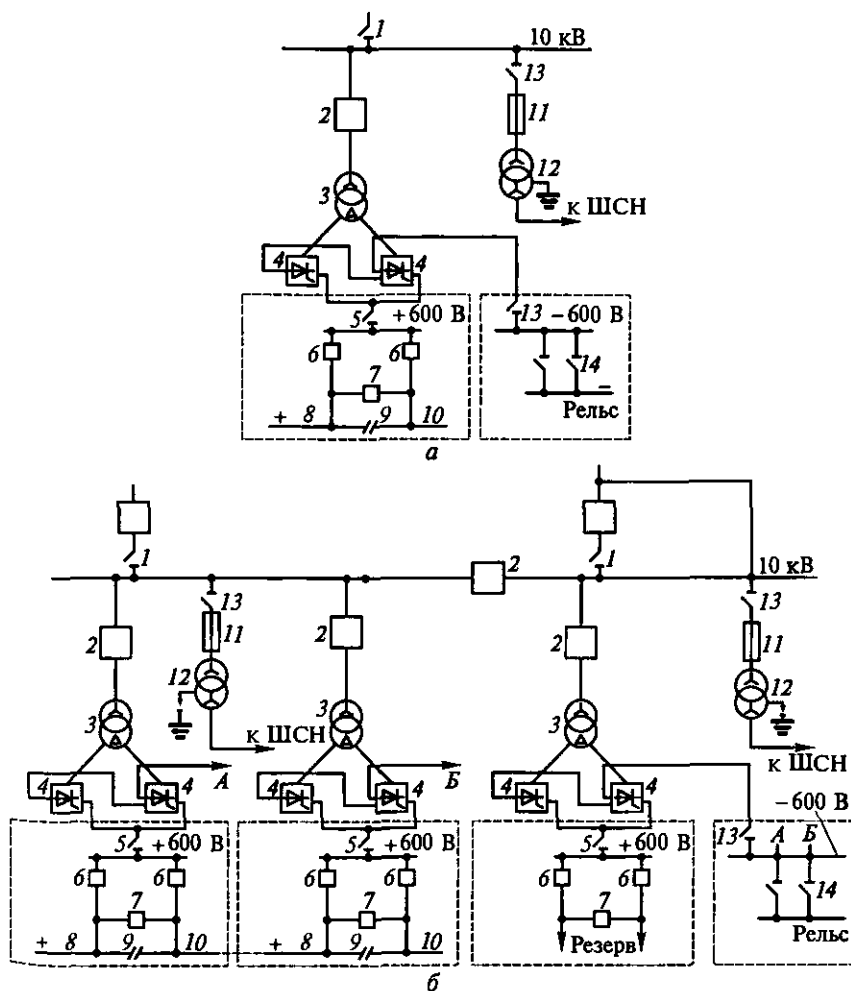 1
10 кВ
13
2
11
12
3
к ШСН
4
4
13
5
+600 В
−600 В
6
6
14
7
−
+ 8 9 10
Рельс
а
1
1
2
10 кВ
13
13
2
11
2
2
11
12
12
3
3
3
к ШСН
к ШСН
4 4 А
4 4 Б
4 4
−600 В
5 +600 В
5 +600 В
5 +600 В
13 А Б
6 6
6 6
6 6
14
7
7
7
Резерв
Рельс
+ 8 9 10
+ 8 9 10
б